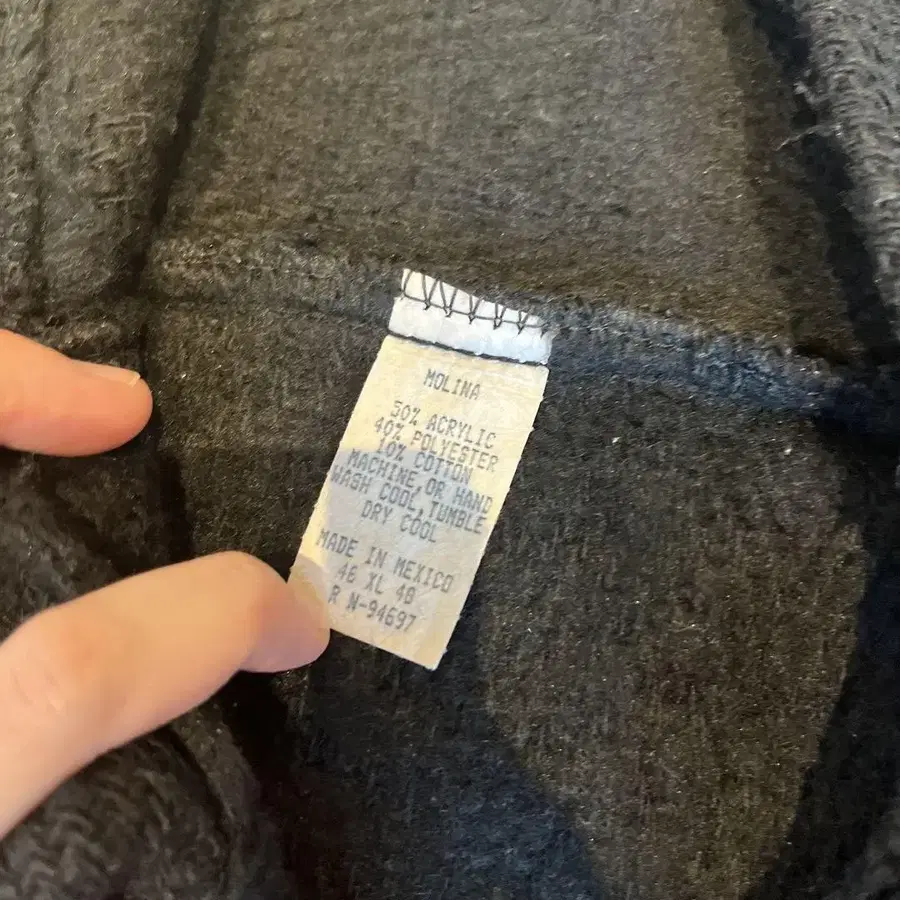 MOLINA
50% ACRYLIC
40% POLYESTER
10% COTTON
MACHINE OR HAND
WASH COOL, TUMBLE
DRY COOL
MADE IN MEXICO
46 XL 48
R N-94697